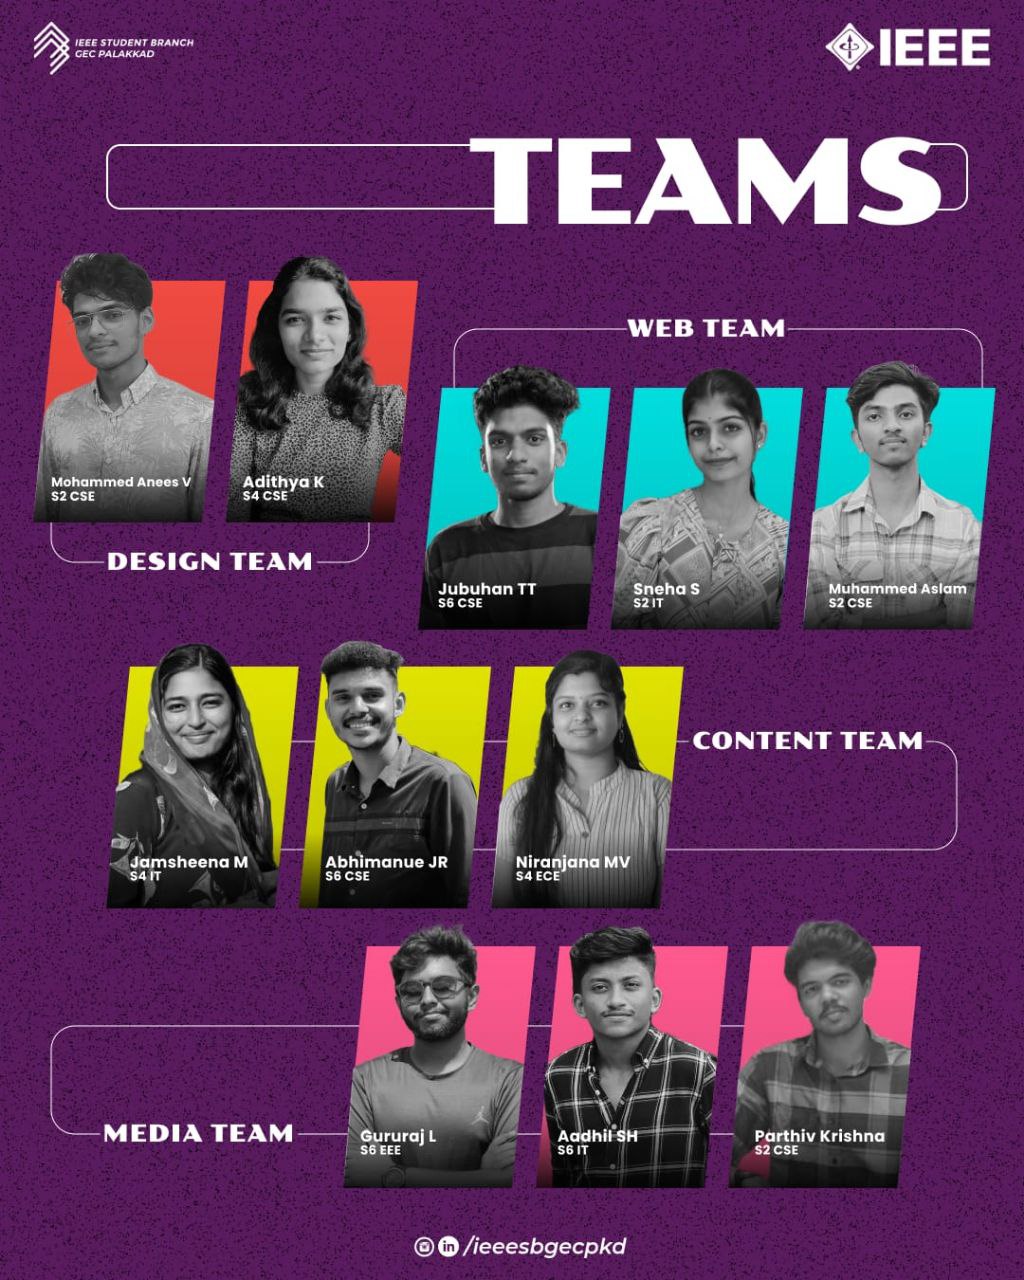 IEEE STUDENT BRANCH
GEC PALAKKAD
IEEE
TEAMS
Mohammed Anees V
S2 CSE
Adithya K
S4 CSE
DESIGN TEAM
WEB TEAM
Jubuhan TT
S6 CSE
Sneha S
S2 IT
Muhammed Aslam
S2 CSE
CONTENT TEAM
Jamsheena M
S4 IT
Abhimanue JR
S6 CSE
Niranjana MV
S4 ECE
MEDIA TEAM
Gururaj L
S6 EEE
Aadhil SH
S6 IT
Parthiv Krishna
S2 CSE
in /ieeesbgecpkd